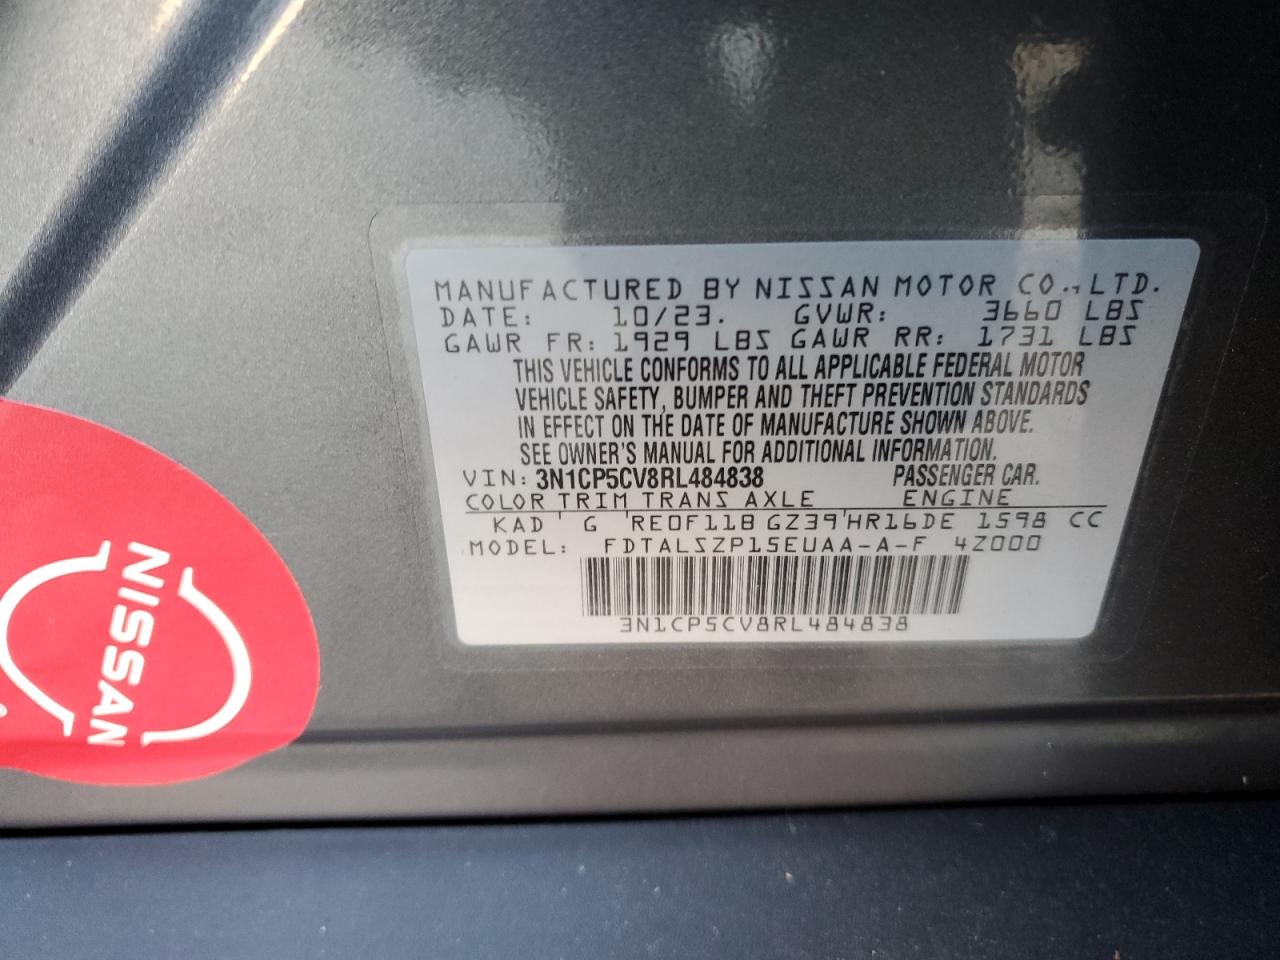 MANUFACTURED BY NISSAN MOTOR CO., LTD.
DATE: 10/23. GVWR: 3660 LBS
GAWR FR: 1929 LBS GAWR RR: 1731 LBS
THIS VEHICLE CONFORMS TO ALL APPLICABLE FEDERAL MOTOR
VEHICLE SAFETY, BUMPER AND THEFT PREVENTION STANDARDS
IN EFFECT ON THE DATE OF MANUFACTURE SHOWN ABOVE.
SEE OWNER'S MANUAL FOR ADDITIONAL INFORMATION.
VIN: 3N1CP5CV8RL484838 PASSENGER CAR.
COLOR TRIM TRANS AXLE ENGINE
KAD G RE0F11B GZ39 HR16DE 1598 CC
MODEL: FDTALSZP15EUAA-A-F 4Z000
3N1CP5CV8RL484838
NISSAN